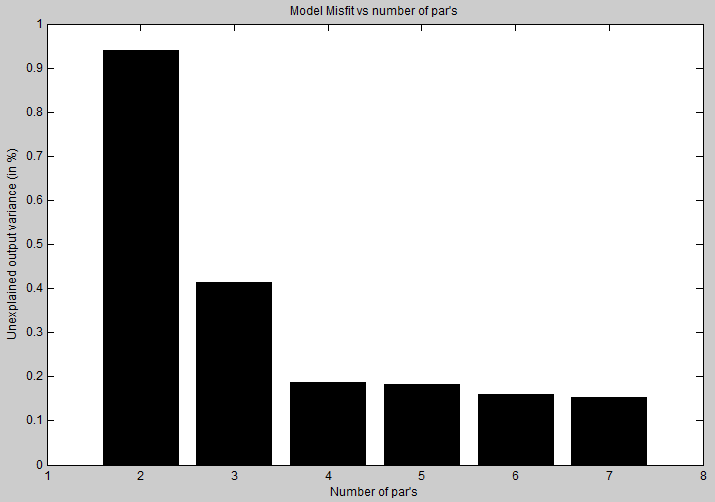 Model Misfit vs number of par's
Unexplained output variance (in %)
1
0.9
0.8
0.7
0.6
0.5
0.4
0.3
0.2
0.1
0
1 2 3 4 5 6 7 8
Number of par's